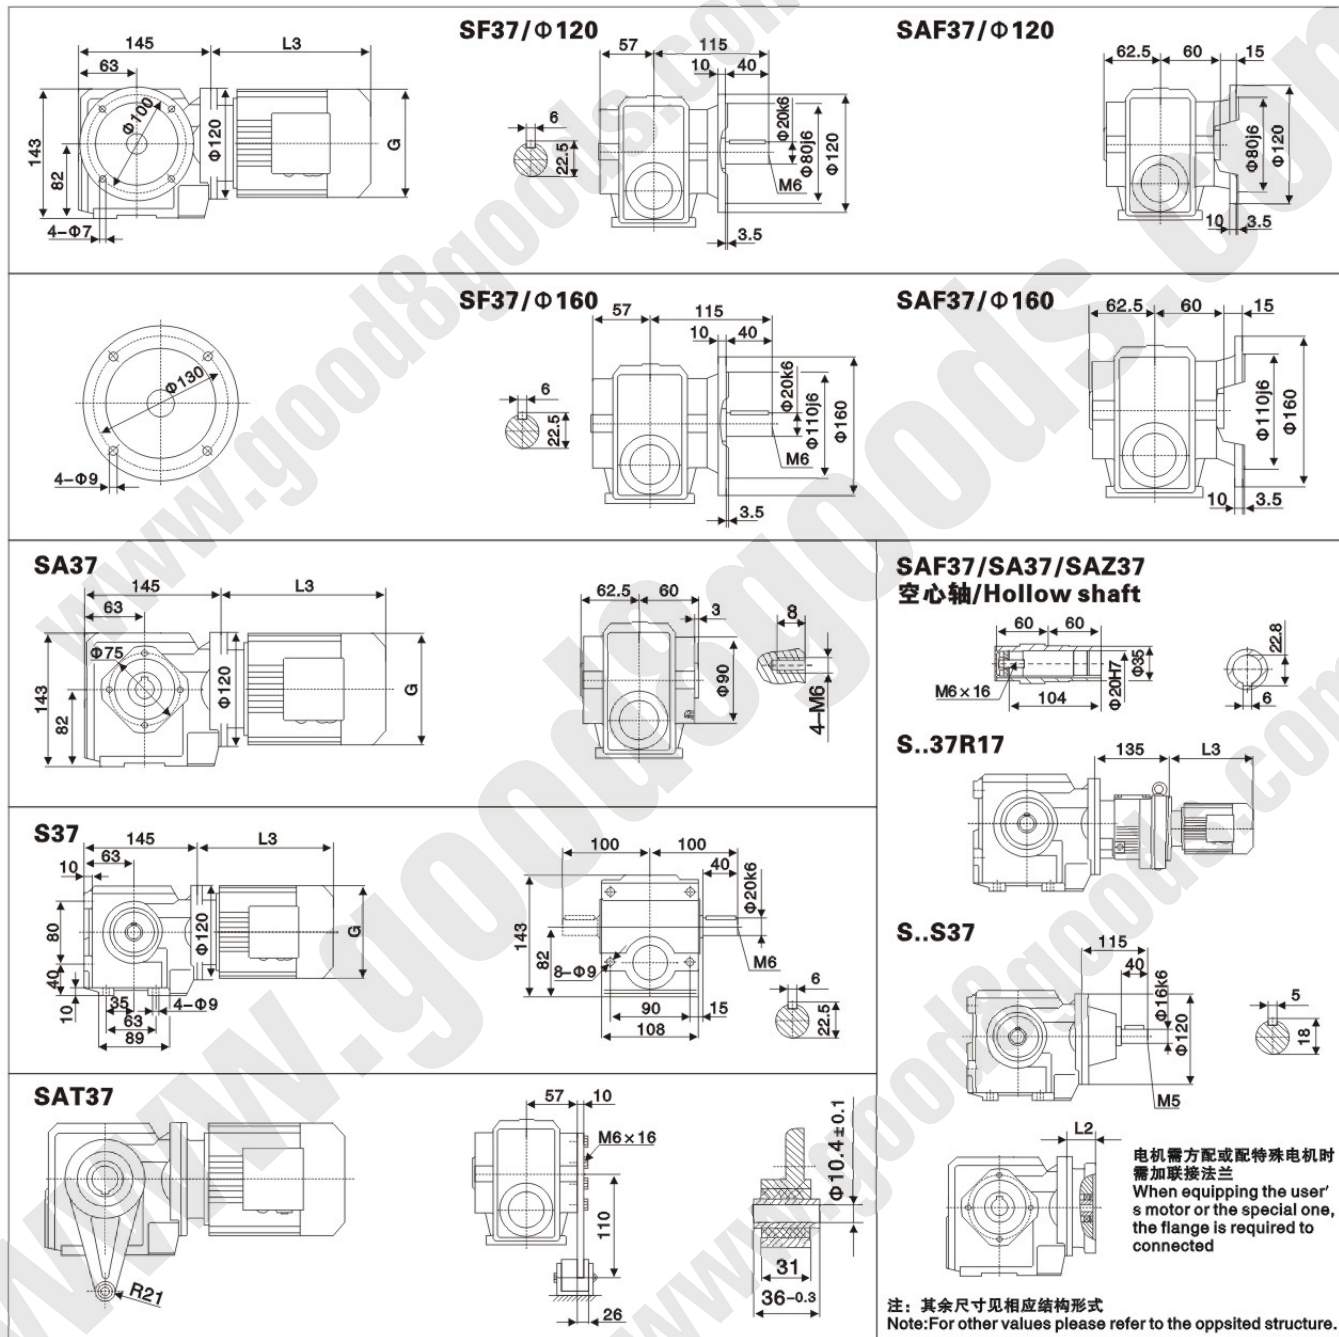 SF37/Φ120
SAF37/Φ120
145
L3
63
Φ100
Φ120
G
143
82
4-Φ7
6
22.5
57
115
10
40
Φ20k6
Φ80j6
Φ120
M6
3.5
62.5
60
15
Φ80j6
Φ120
10
3.5
SF37/Φ160
SAF37/Φ160
Φ130
4-Φ9
6
22.5
57
115
10
40
Φ20k6
Φ110j6
Φ160
M6
3.5
62.5
60
15
Φ110j6
Φ160
10
3.5
SA37
145
L3
63
Φ75
Φ120
G
143
82
62.5
60
3
Φ90
8
4-M6
SAF37/SA37/SAZ37
空心轴/Hollow shaft
60
60
Φ35
Φ20H7
M6×16
104
22.8
6
S..37R17
135
L3
S37
145
L3
63
10
80
Φ120
G
40
10
35
4-Φ9
63
89
100
100
40
Φ20k6
143
82
8-Φ9
M6
90
15
108
6
22.5
S..S37
115
40
Φ16k6
Φ120
M5
5
18
SAT37
R21
57
10
M6×16
110
26
Φ10.4±0.1
31
36-0.3
L2
电机需方配或配特殊电机时
需加联接法兰
When equipping the user'
s motor or the special one,
the flange is required to
connected
注：其余尺寸见相应结构形式
Note:For other values please refer to the oppsited structure.
www.good8goods.com
www.good8goods.com
www.good8goods.com